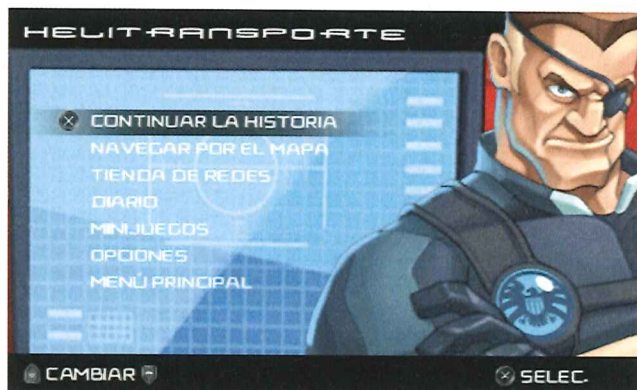 HELITRANSPORTE
CONTINUAR LA HISTORIA
NAVEGAR POR EL MAPA
TIENDA DE REDES
DIARIO
MINIJUEGOS
OPCIONES
MENÚ PRINCIPAL
CAMBIAR
SELEC.